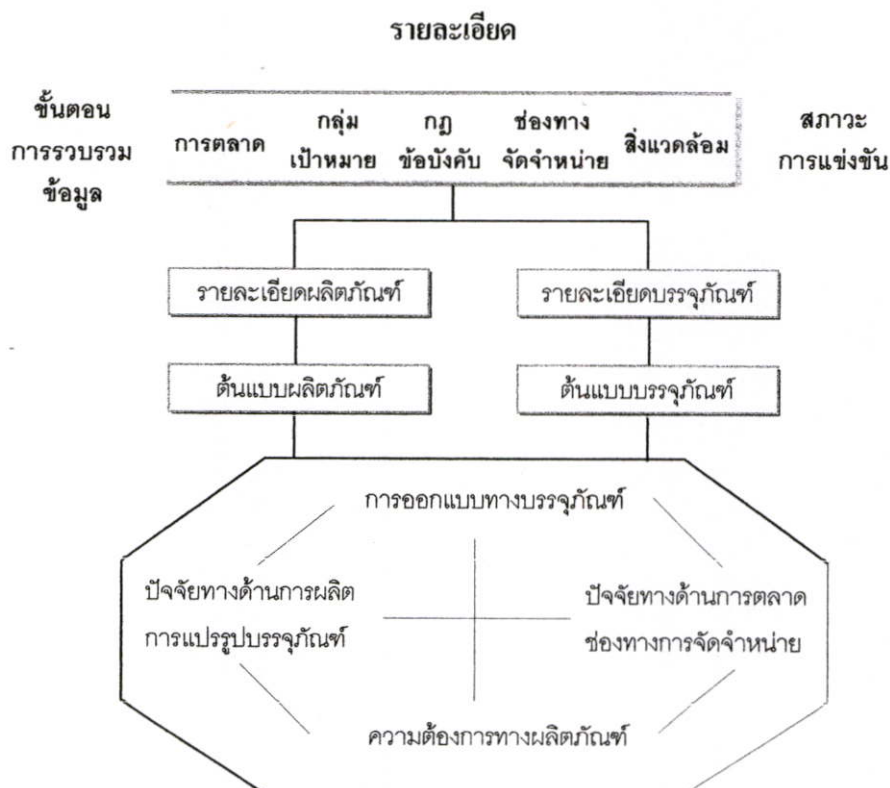 รายละเอียด
ขั้นตอน
การรวบรวม
ข้อมูล
การตลาด
กลุ่ม
เป้าหมาย
กฎ
ข้อบังคับ
ช่องทาง
จัดจำหน่าย
สิ่งแวดล้อม
สภาวะ
การแข่งขัน
รายละเอียดผลิตภัณฑ์
รายละเอียดบรรจุภัณฑ์
ต้นแบบผลิตภัณฑ์
ต้นแบบบรรจุภัณฑ์
การออกแบบทางบรรจุภัณฑ์
ปัจจัยทางด้านการผลิต
การแปรรูปบรรจุภัณฑ์
ปัจจัยทางด้านการตลาด
ช่องทางการจัดจำหน่าย
ความต้องการทางผลิตภัณฑ์